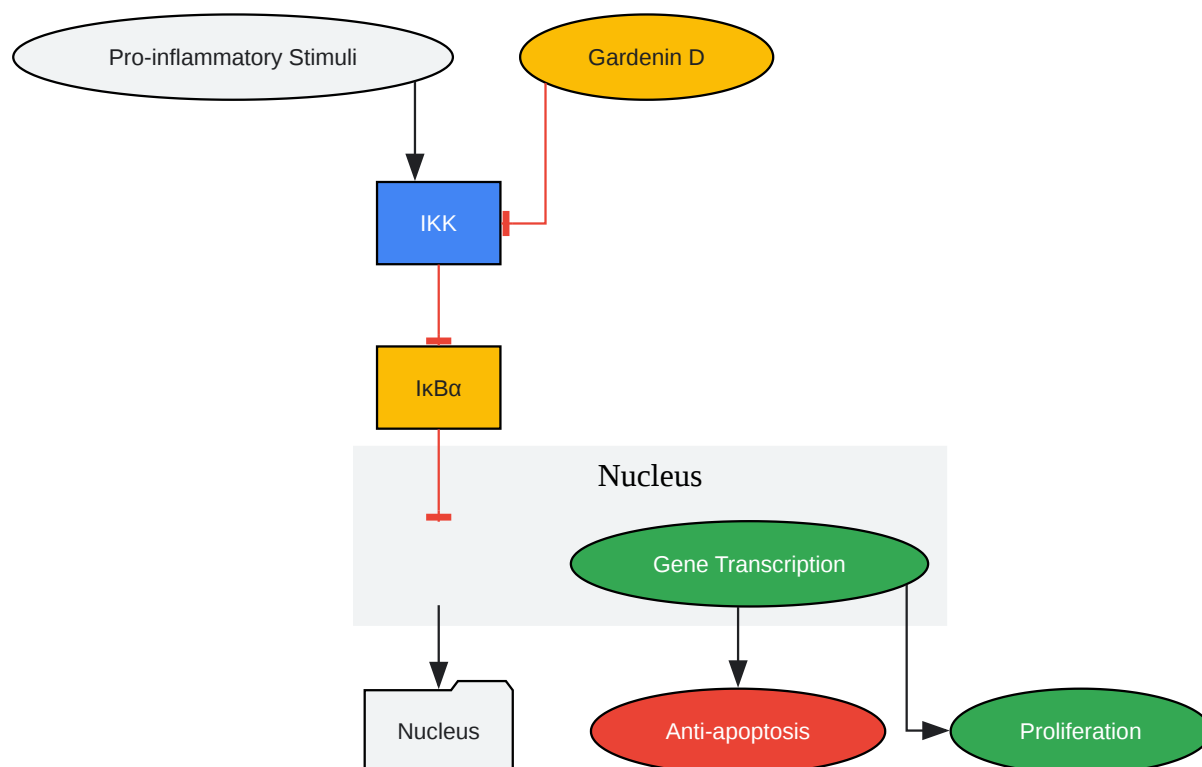 Pro-inflammatory Stimuli
Gardenin D
IKK
IκBα
Nucleus
Gene Transcription
Nucleus
Anti-apoptosis
Proliferation